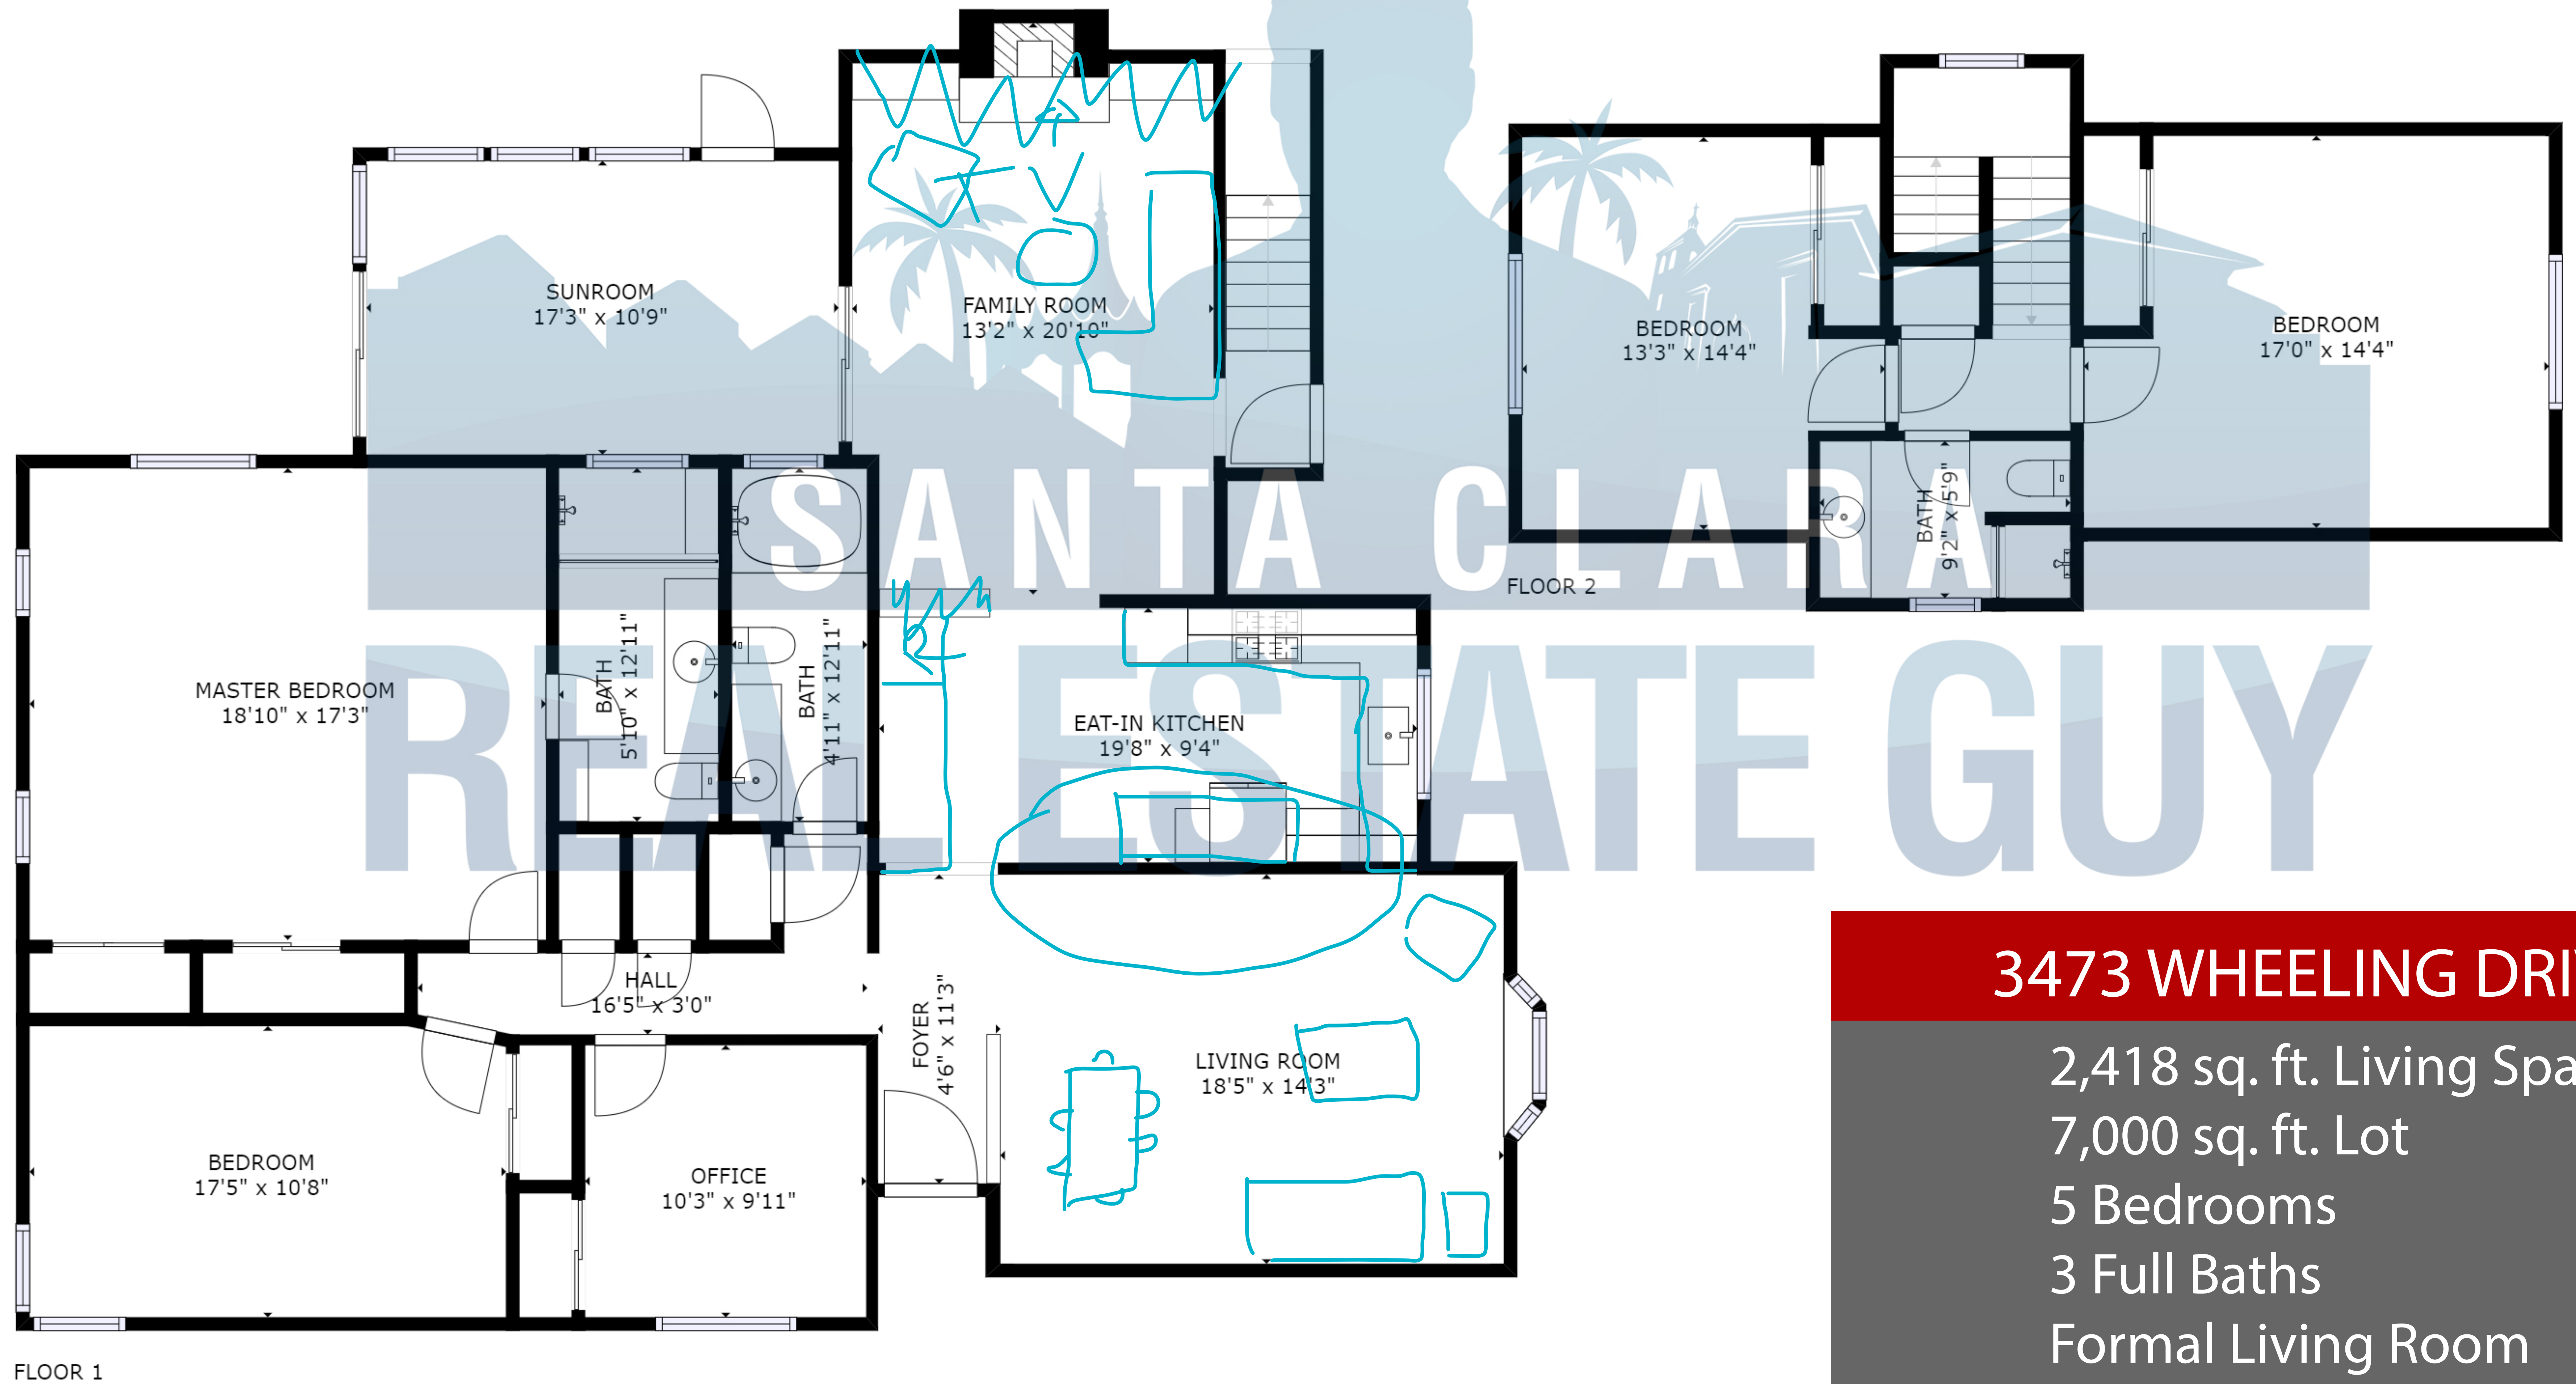 SUNROOM
17'3" x 10'9"
FAMILY ROOM
13'2" x 20'10"
BEDROOM
13'3" x 14'4"
BEDROOM
17'0" x 14'4"
BATH
9'2" x 5'9"
FLOOR 2
SANTA CLARA
REAL ESTATE GUY
MASTER BEDROOM
18'10" x 17'3"
BATH
5'10" x 12'11"
BATH
4'11" x 12'11"
EAT-IN KITCHEN
19'8" x 9'4"
HALL
16'5" x 3'0"
FOYER
4'6" x 11'3"
LIVING ROOM
18'5" x 14'3"
BEDROOM
17'5" x 10'8"
OFFICE
10'3" x 9'11"
FLOOR 1
3473 WHEELING DRI
2,418 sq. ft. Living Spa
7,000 sq. ft. Lot
5 Bedrooms
3 Full Baths
Formal Living Room